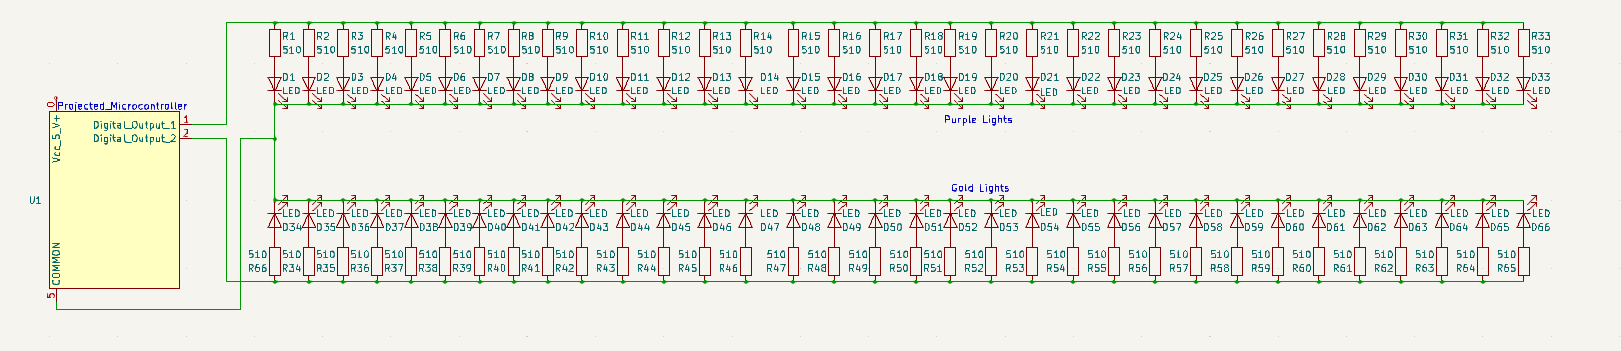 R1 R2 R3 R4 R5 R6 R7 R8 R9 R10 R11 R12 R13 R14 R15 R16 R17 R18 R19 R20 R21 R22 R23 R24 R25 R26 R27 R28 R29 R30 R31 R32 R33
510 510 510 510 510 510 510 510 510 510 510 510 510 510 510 510 510 510 510 510 510 510 510 510 510 510 510 510 510 510 510 510 510
D1 D2 D3 D4 D5 D6 D7 D8 D9 D10 D11 D12 D13 D14 D15 D16 D17 D18 D19 D20 D21 D22 D23 D24 D25 D26 D27 D28 D29 D30 D31 D32 D33
LED LED LED LED LED LED LED LED LED LED LED LED LED LED LED LED LED LED LED LED LED LED LED LED LED LED LED LED LED LED LED LED LED
0
Projected_Microcontroller
Vcc_5_V+
Digital_Output_1 1
Digital_Output_2 2
Purple Lights
Gold Lights
U1
COMMON
5
LED LED LED LED LED LED LED LED LED LED LED LED LED LED LED LED LED LED LED LED LED LED LED LED LED LED LED LED LED LED LED LED LED
D34 D35 D36 D37 D38 D39 D40 D41 D42 D43 D44 D45 D46 D47 D48 D49 D50 D51 D52 D53 D54 D55 D56 D57 D58 D59 D60 D61 D62 D63 D64 D65 D66
510 510 510 510 510 510 510 510 510 510 510 510 510 510 510 510 510 510 510 510 510 510 510 510 510 510 510 510 510 510 510 510 510
R66 R34 R35 R36 R37 R38 R39 R40 R41 R42 R43 R44 R45 R46 R47 R48 R49 R50 R51 R52 R53 R54 R55 R56 R57 R58 R59 R60 R61 R62 R63 R64 R65